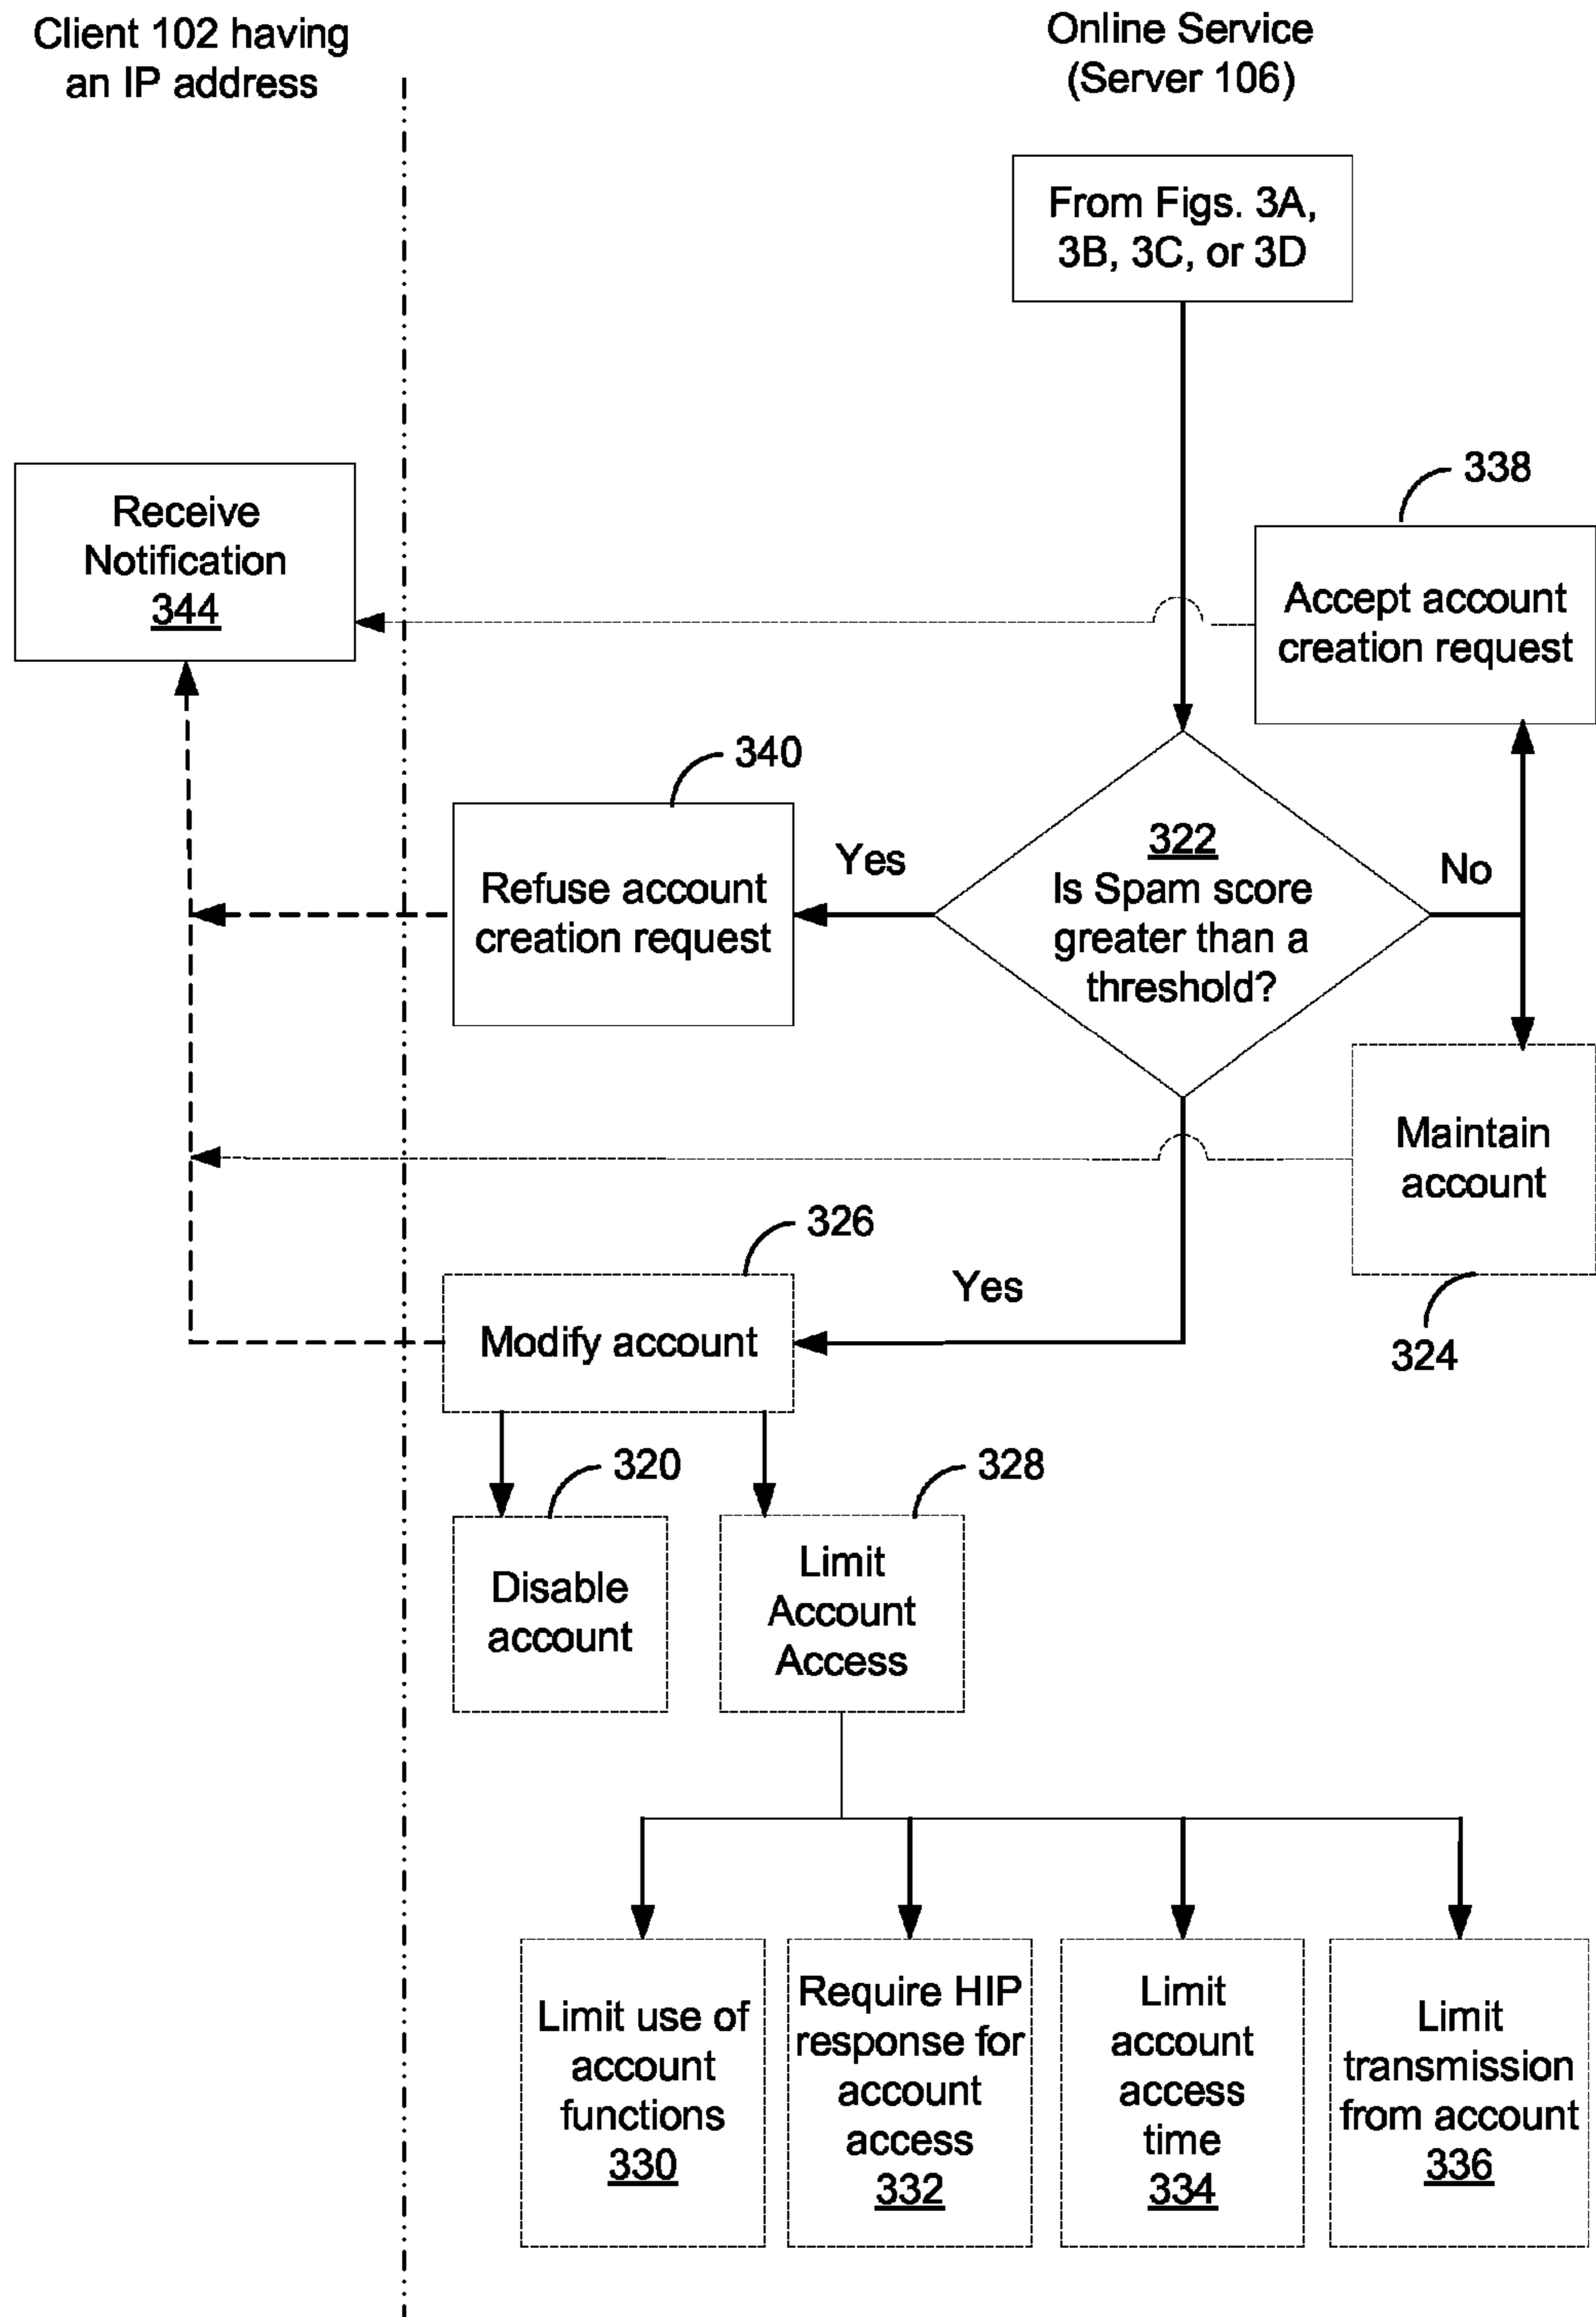 Client 102 having
an IP address
Online Service
(Server 106)
From Figs. 3A,
3B, 3C, or 3D
338
Receive
Notification
344
Accept account
creation request
340
Refuse account
creation request
Yes
322
Is Spam score
greater than a
threshold?
No
Maintain
account
324
326
Modify account
Yes
320
328
Disable
account
Limit
Account
Access
Limit use of
account
functions
330
Require HIP
response for
account
access
332
Limit
account
access
time
334
Limit
transmission
from account
336